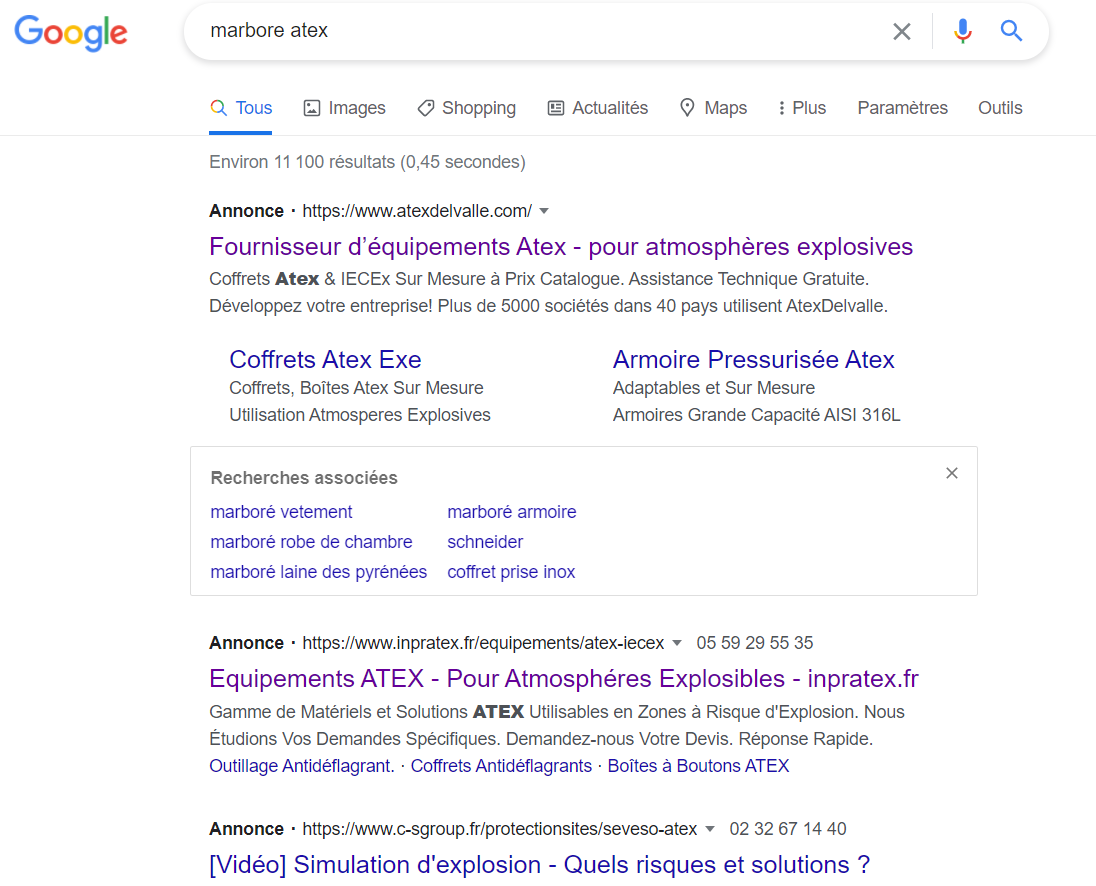 Google
marbore atex
Tous Images Shopping Actualités Maps Plus Paramètres Outils
Environ 11 100 résultats (0,45 secondes)
Annonce · https://www.atexdelvalle.com/
Fournisseur d’équipements Atex - pour atmosphères explosives
Coffrets Atex & IECEx Sur Mesure à Prix Catalogue. Assistance Technique Gratuite.
Développez votre entreprise! Plus de 5000 sociétés dans 40 pays utilisent AtexDelvalle.
Coffrets Atex Exe
Coffrets, Boîtes Atex Sur Mesure
Utilisation Atmosperes Explosives
Armoire Pressurisée Atex
Adaptables et Sur Mesure
Armoires Grande Capacité AISI 316L
Recherches associées
marboré vetement
marboré robe de chambre
marboré laine des pyrénées
marboré armoire
schneider
coffret prise inox
Annonce · https://www.inpratex.fr/equipements/atex-iecex 05 59 29 55 35
Equipements ATEX - Pour Atmosphéres Explosibles - inpratex.fr
Gamme de Matériels et Solutions ATEX Utilisables en Zones à Risque d'Explosion. Nous
Étudions Vos Demandes Spécifiques. Demandez-nous Votre Devis. Réponse Rapide.
Outillage Antidéflagrant. · Coffrets Antidéflagrants · Boîtes à Boutons ATEX
Annonce · https://www.c-sgroup.fr/protectionsites/seveso-atex 02 32 67 14 40
[Vidéo] Simulation d'explosion - Quels risques et solutions ?